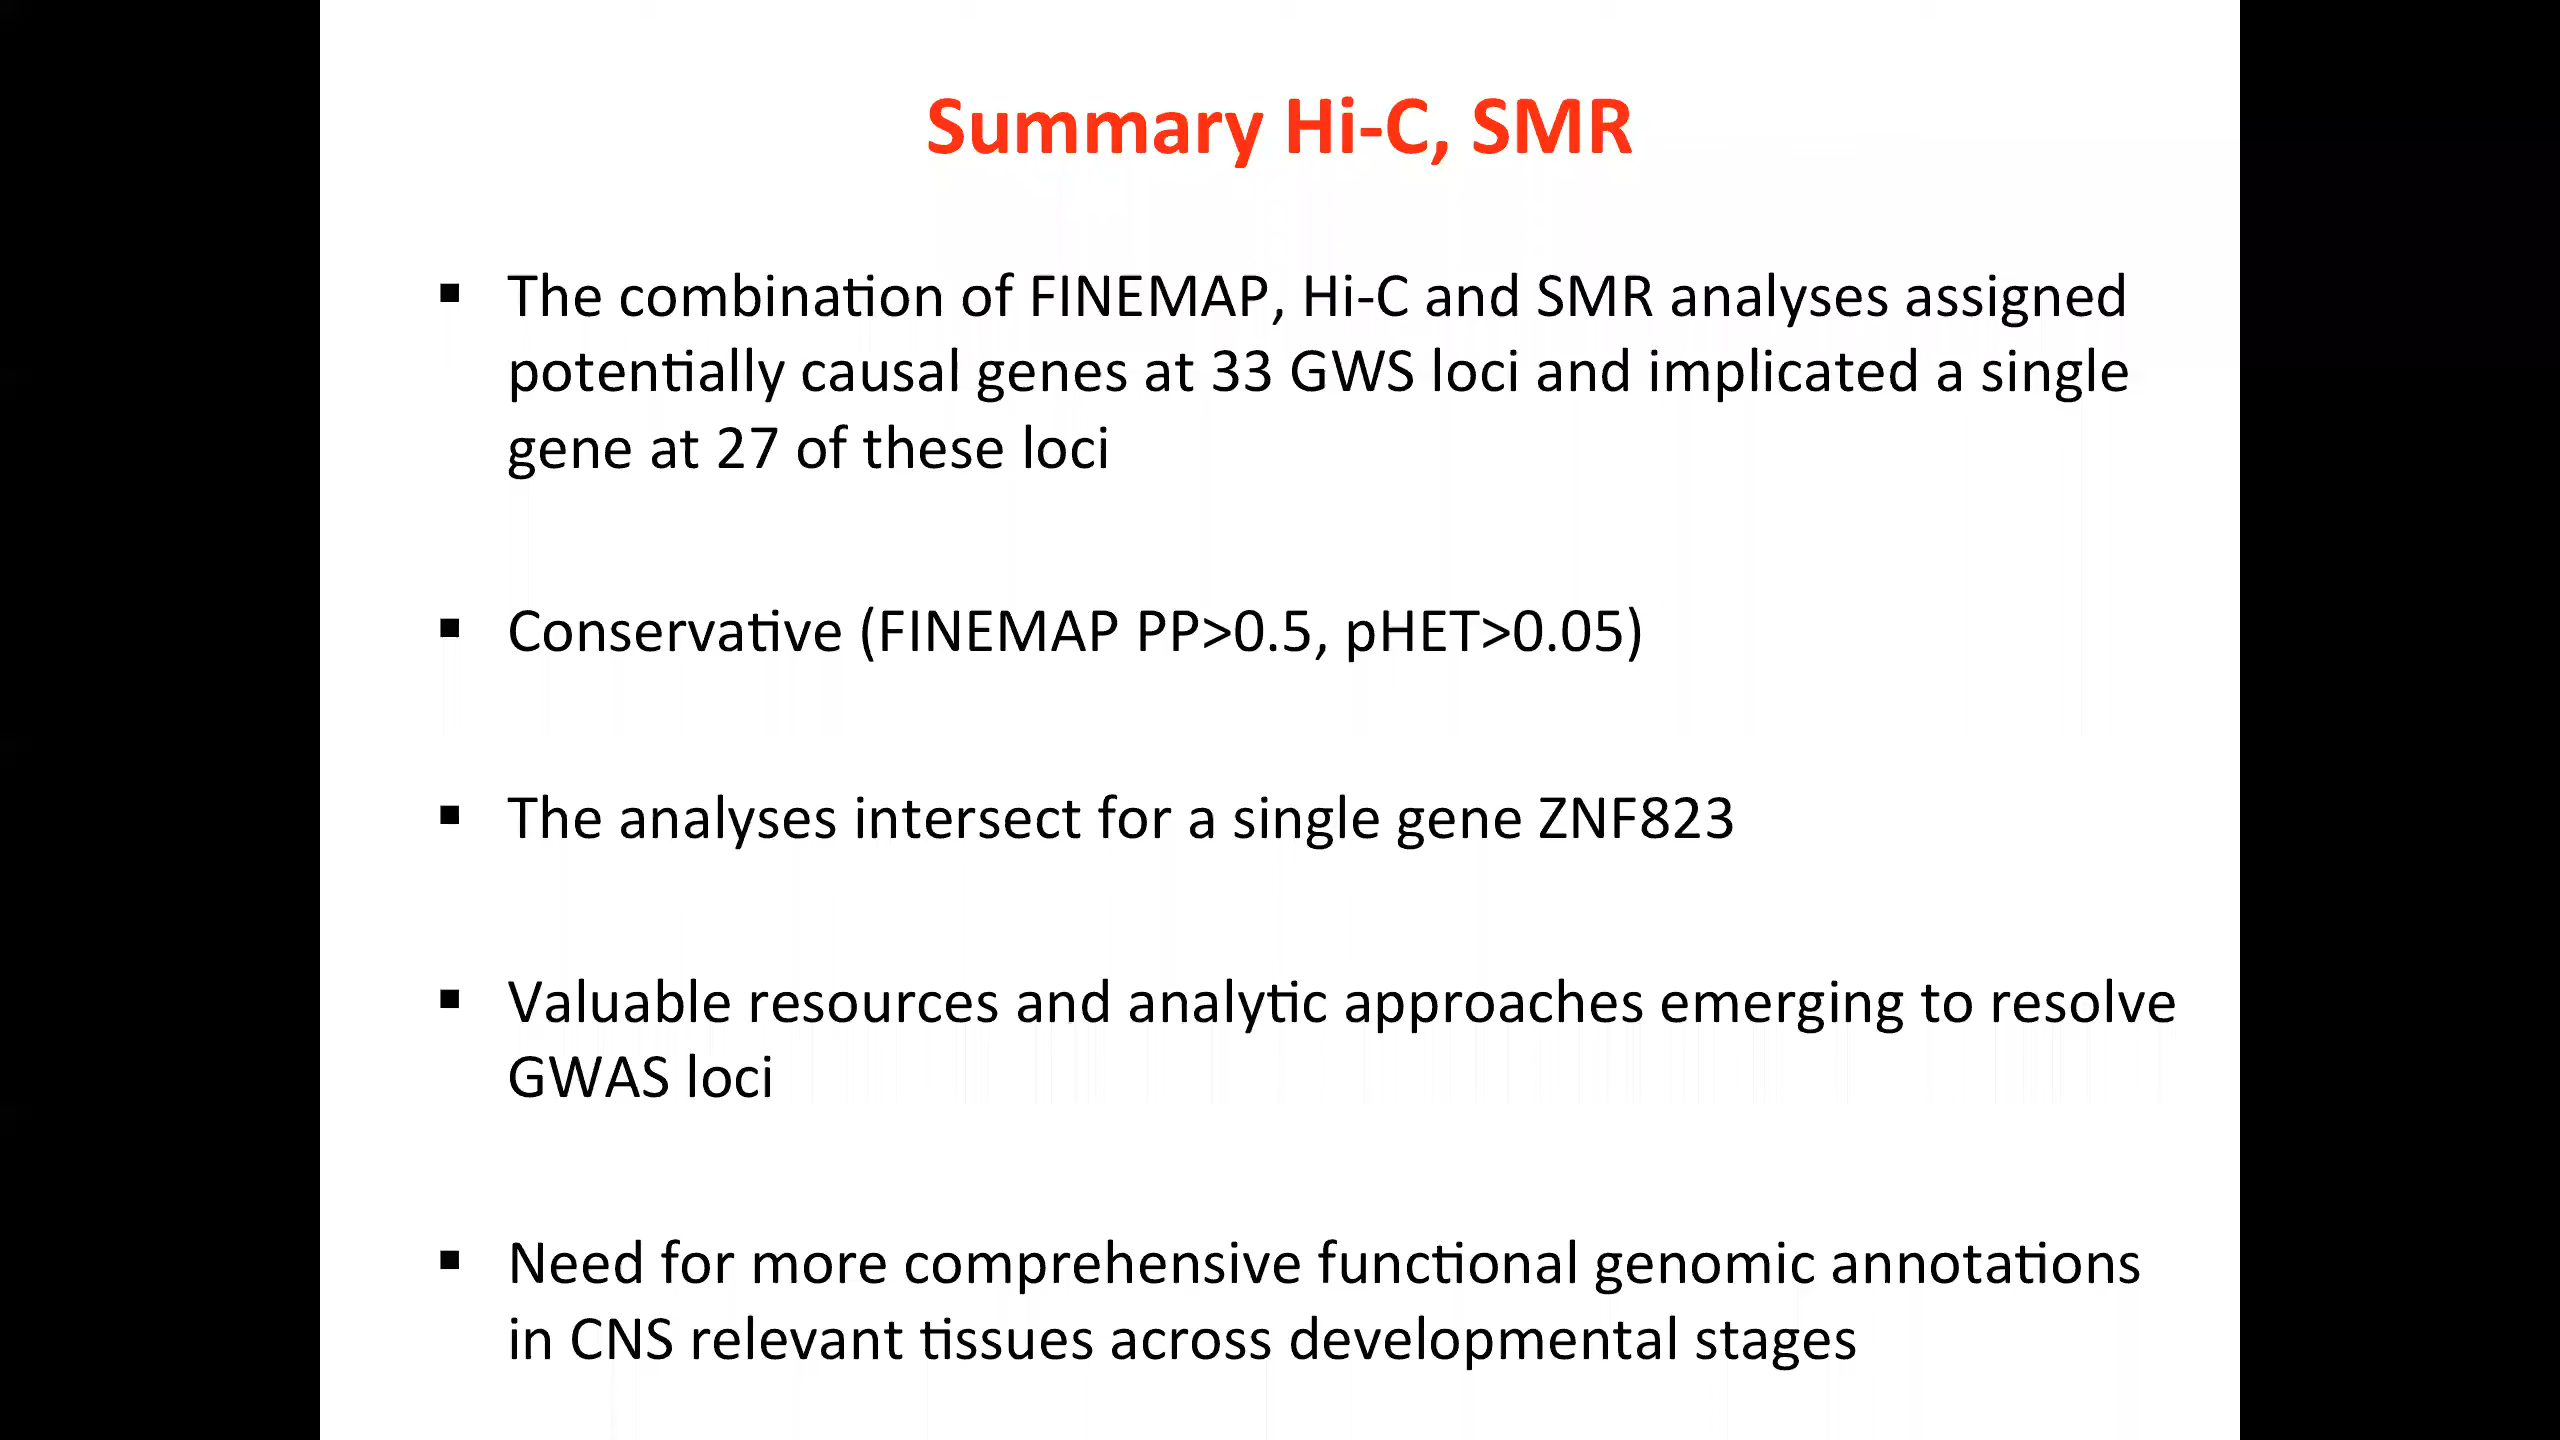 Summary Hi-C, SMR
▪ The combination of FINEMAP, Hi-C and SMR analyses assigned
potentially causal genes at 33 GWS loci and implicated a single
gene at 27 of these loci
▪ Conservative (FINEMAP PP>0.5, pHET>0.05)
▪ The analyses intersect for a single gene ZNF823
▪ Valuable resources and analytic approaches emerging to resolve
GWAS loci
▪ Need for more comprehensive functional genomic annotations
in CNS relevant tissues across developmental stages